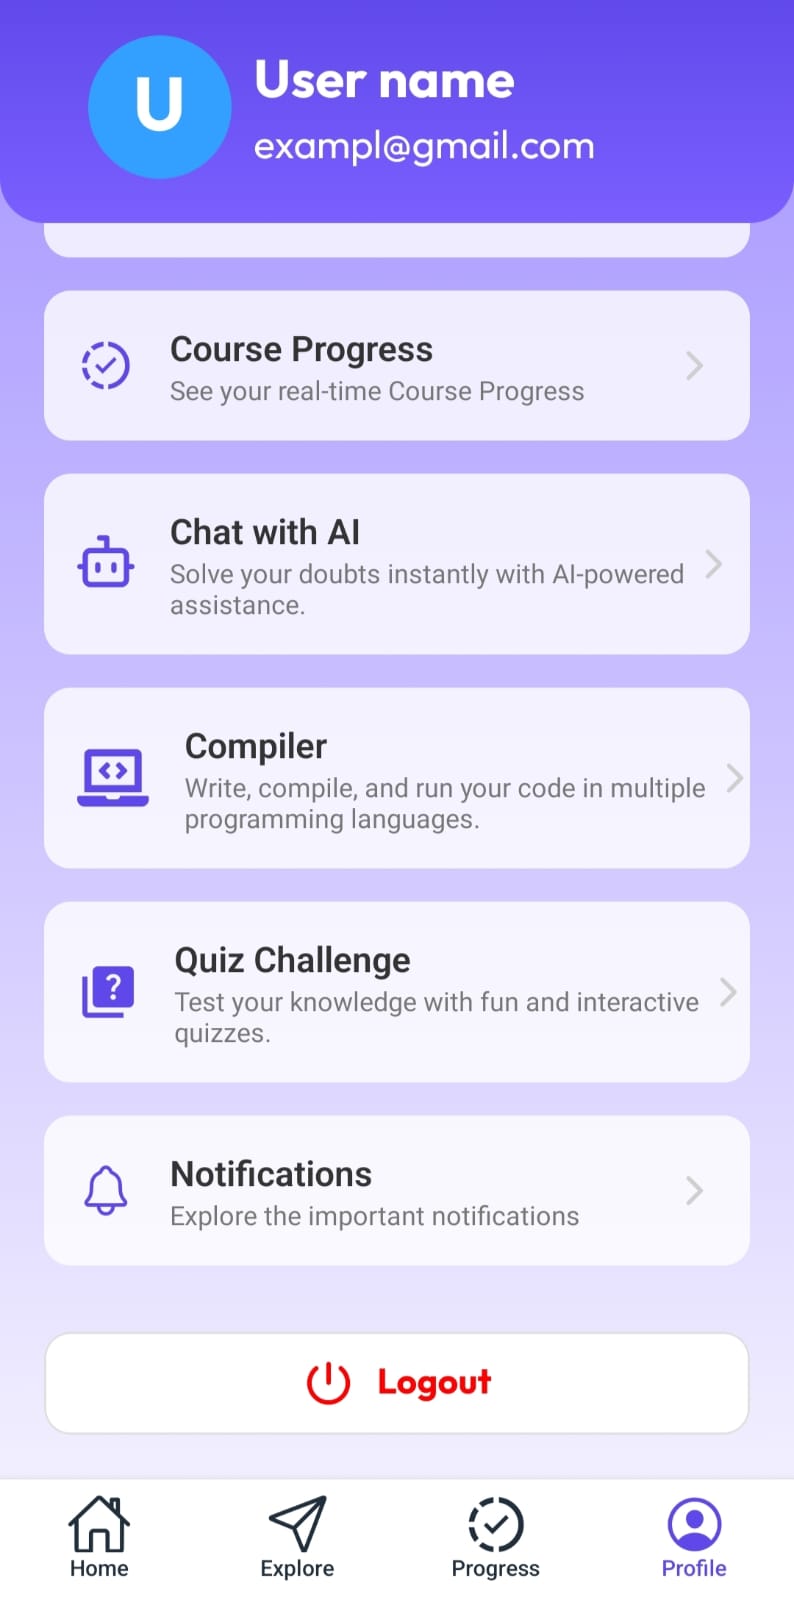 U
User name
exampl@gmail.com
Course Progress
See your real-time Course Progress
Chat with AI
Solve your doubts instantly with AI-powered
assistance.
Compiler
Write, compile, and run your code in multiple
programming languages.
Quiz Challenge
Test your knowledge with fun and interactive
quizzes.
Notifications
Explore the important notifications
Logout
Home
Explore
Progress
Profile